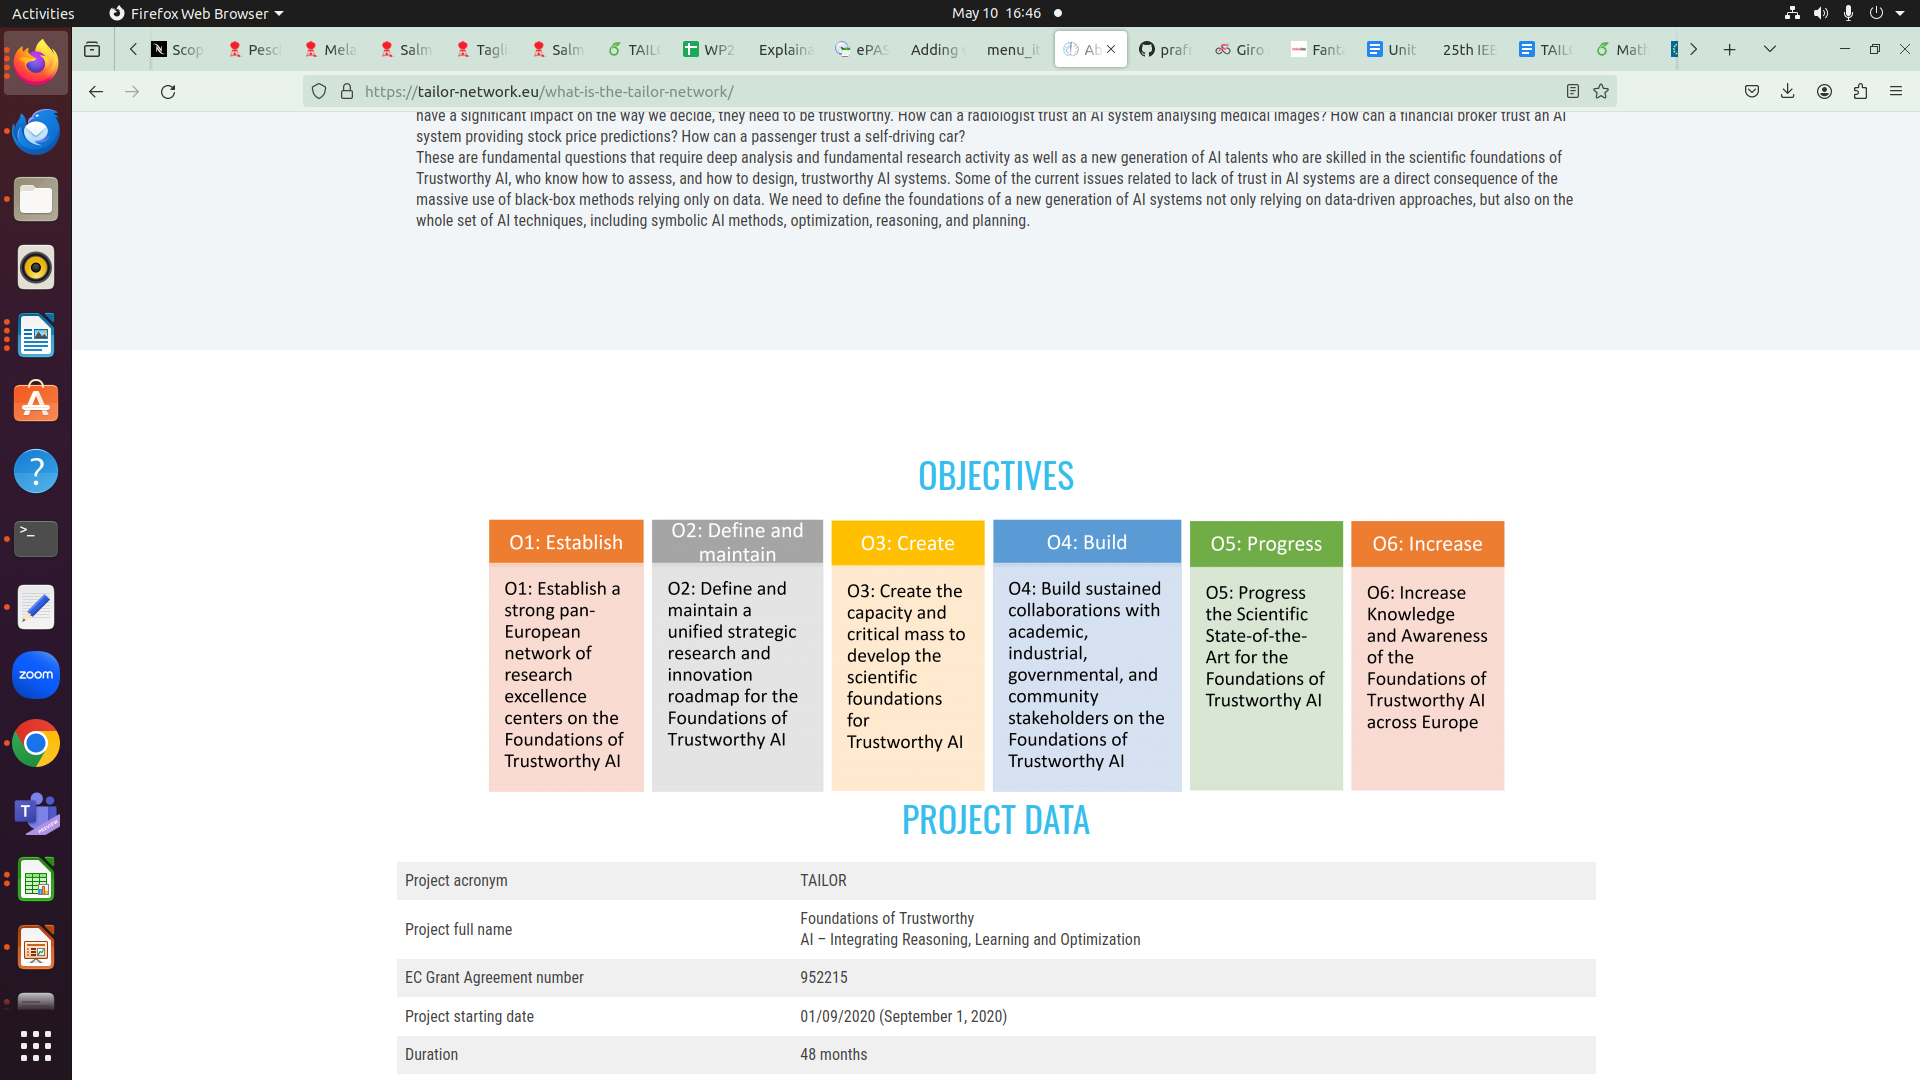 Activities
Firefox Web Browser
May 10 16:46
Scop
Pesc
Mela
Salm
Tagli
Salm
TAIL
WP2
Explaina
ePAS
Adding
menu_it
Ab
praf
Giro
Fant
Unit
25th IEE
TAIL
Math
https://tailor-network.eu/what-is-the-tailor-network/
have a significant impact on the way we decide, they need to be trustworthy. How can a radiologist trust an AI system analysing medical images? How can a financial broker trust an AI
system providing stock price predictions? How can a passenger trust a self-driving car?
These are fundamental questions that require deep analysis and fundamental research activity as well as a new generation of AI talents who are skilled in the scientific foundations of
Trustworthy AI, who know how to assess, and how to design, trustworthy AI systems. Some of the current issues related to lack of trust in AI systems are a direct consequence of the
massive use of black-box methods relying only on data. We need to define the foundations of a new generation of AI systems not only relying on data-driven approaches, but also on the
whole set of AI techniques, including symbolic AI methods, optimization, reasoning, and planning.
OBJECTIVES
O1: Establish
O1: Establish a
strong pan-
European
network of
research
excellence
centers on the
Foundations of
Trustworthy AI
O2: Define and
maintain
O2: Define and
maintain a
unified strategic
research and
innovation
roadmap for the
Foundations of
Trustworthy AI
O3: Create
O3: Create the
capacity and
critical mass to
develop the
scientific
foundations
for
Trustworthy AI
O4: Build
O4: Build sustained
collaborations with
academic,
industrial,
governmental, and
community
stakeholders on the
Foundations of
Trustworthy AI
O5: Progress
O5: Progress
the Scientific
State-of-the-
Art for the
Foundations of
Trustworthy AI
O6: Increase
O6: Increase
Knowledge
and Awareness
of the
Foundations of
Trustworthy AI
across Europe
PROJECT DATA
Project acronym TAILOR
Project full name Foundations of Trustworthy
AI – Integrating Reasoning, Learning and Optimization
EC Grant Agreement number 952215
Project starting date 01/09/2020 (September 1, 2020)
Duration 48 months
zoom